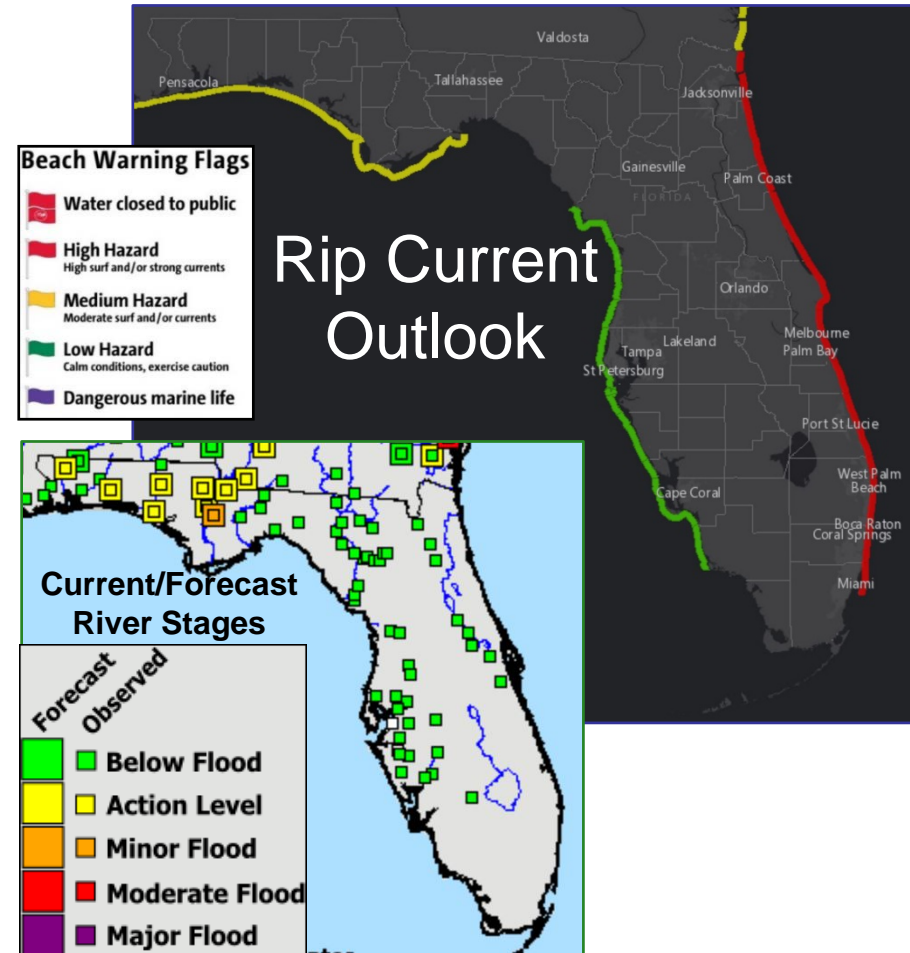 Valdosta
Pensacola
Tallahassee
Jacksonville
Gainesville
Palm Coast
FLORIDA
Orlando
Melbourne
Palm Bay
Lakeland
Tampa
St Petersburg
Port St Lucie
West Palm
Beach
Cape Coral
Boca Raton
Coral Springs
Miami
Rip Current
Outlook
Beach Warning Flags
Water closed to public
High Hazard
High surf and/or strong currents
Medium Hazard
Moderate surf and/or currents
Low Hazard
Calm conditions, exercise caution
Dangerous marine life
Current/Forecast
River Stages
Forecast
Observed
Below Flood
Action Level
Minor Flood
Moderate Flood
Major Flood